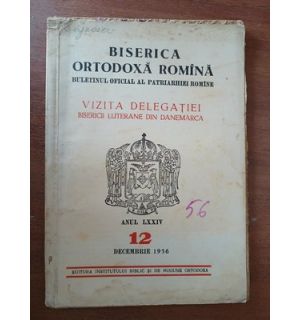 BISERICA
ORTODOXĂ ROMÎNĂ
BULETINUL OFICIAL AL PATRIARHIEI ROMÎNE
VIZITA DELEGAȚIEI
BISERICII LUTERANE DIN DANEMARCA
ANUL LXXIV
56
12
DECEMBRIE 1956
EDITURA INSTITUTULUI BIBLIC ȘI DE MISIUNE ORTODOXĂ